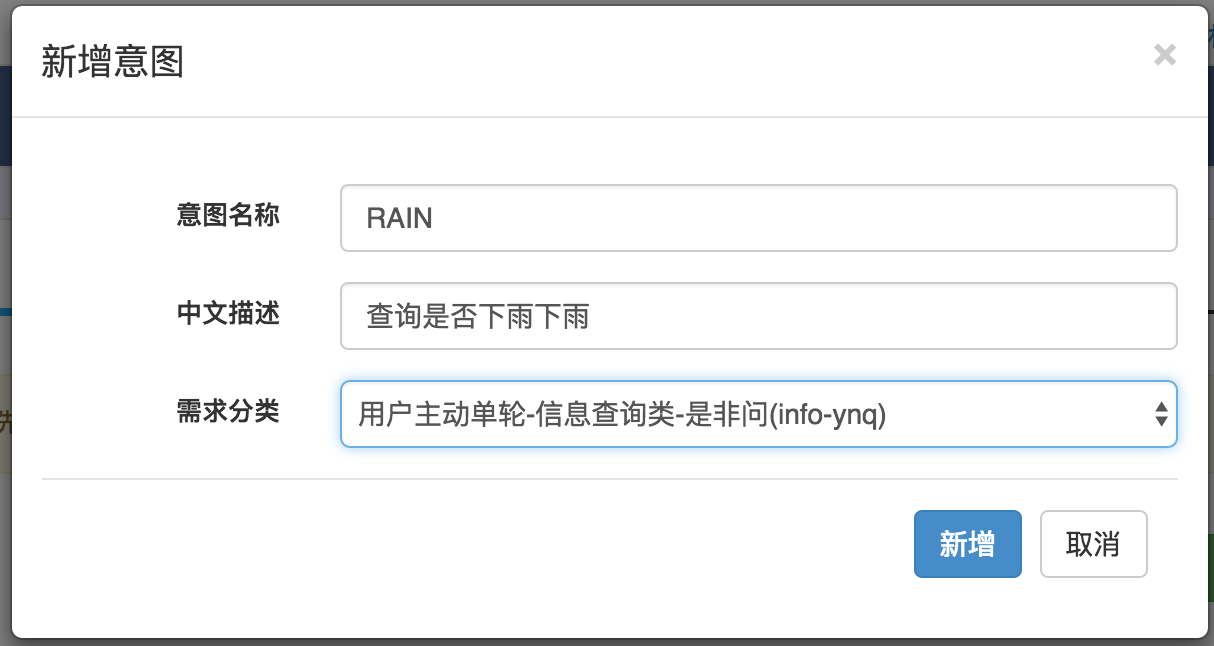 新增意图
×
意图名称 RAIN
中文描述 查询是否下雨下雨
需求分类 用户主动单轮-信息查询类-是非问(info-ynq)
新增 取消